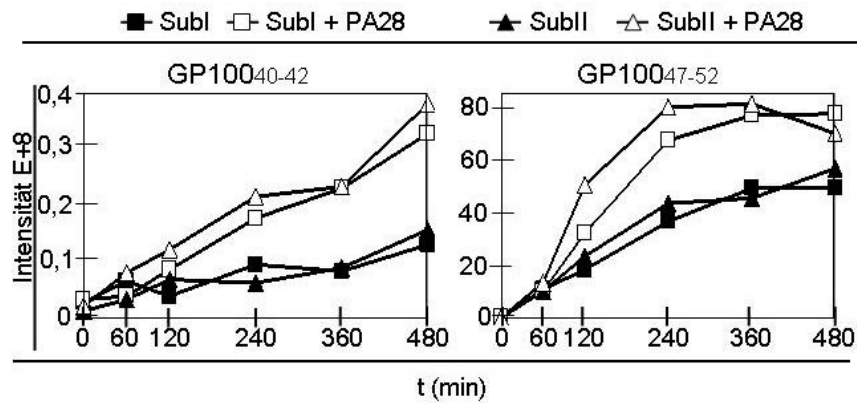 SubI SubI + PA28 SubII SubII + PA28
GP10040-42 GP10047-52
Intensität E+8
0,4
0,3
0,2
0,1
0
0 60 120 240 360 480
80
60
40
20
0
0 60 120 240 360 480
t (min)